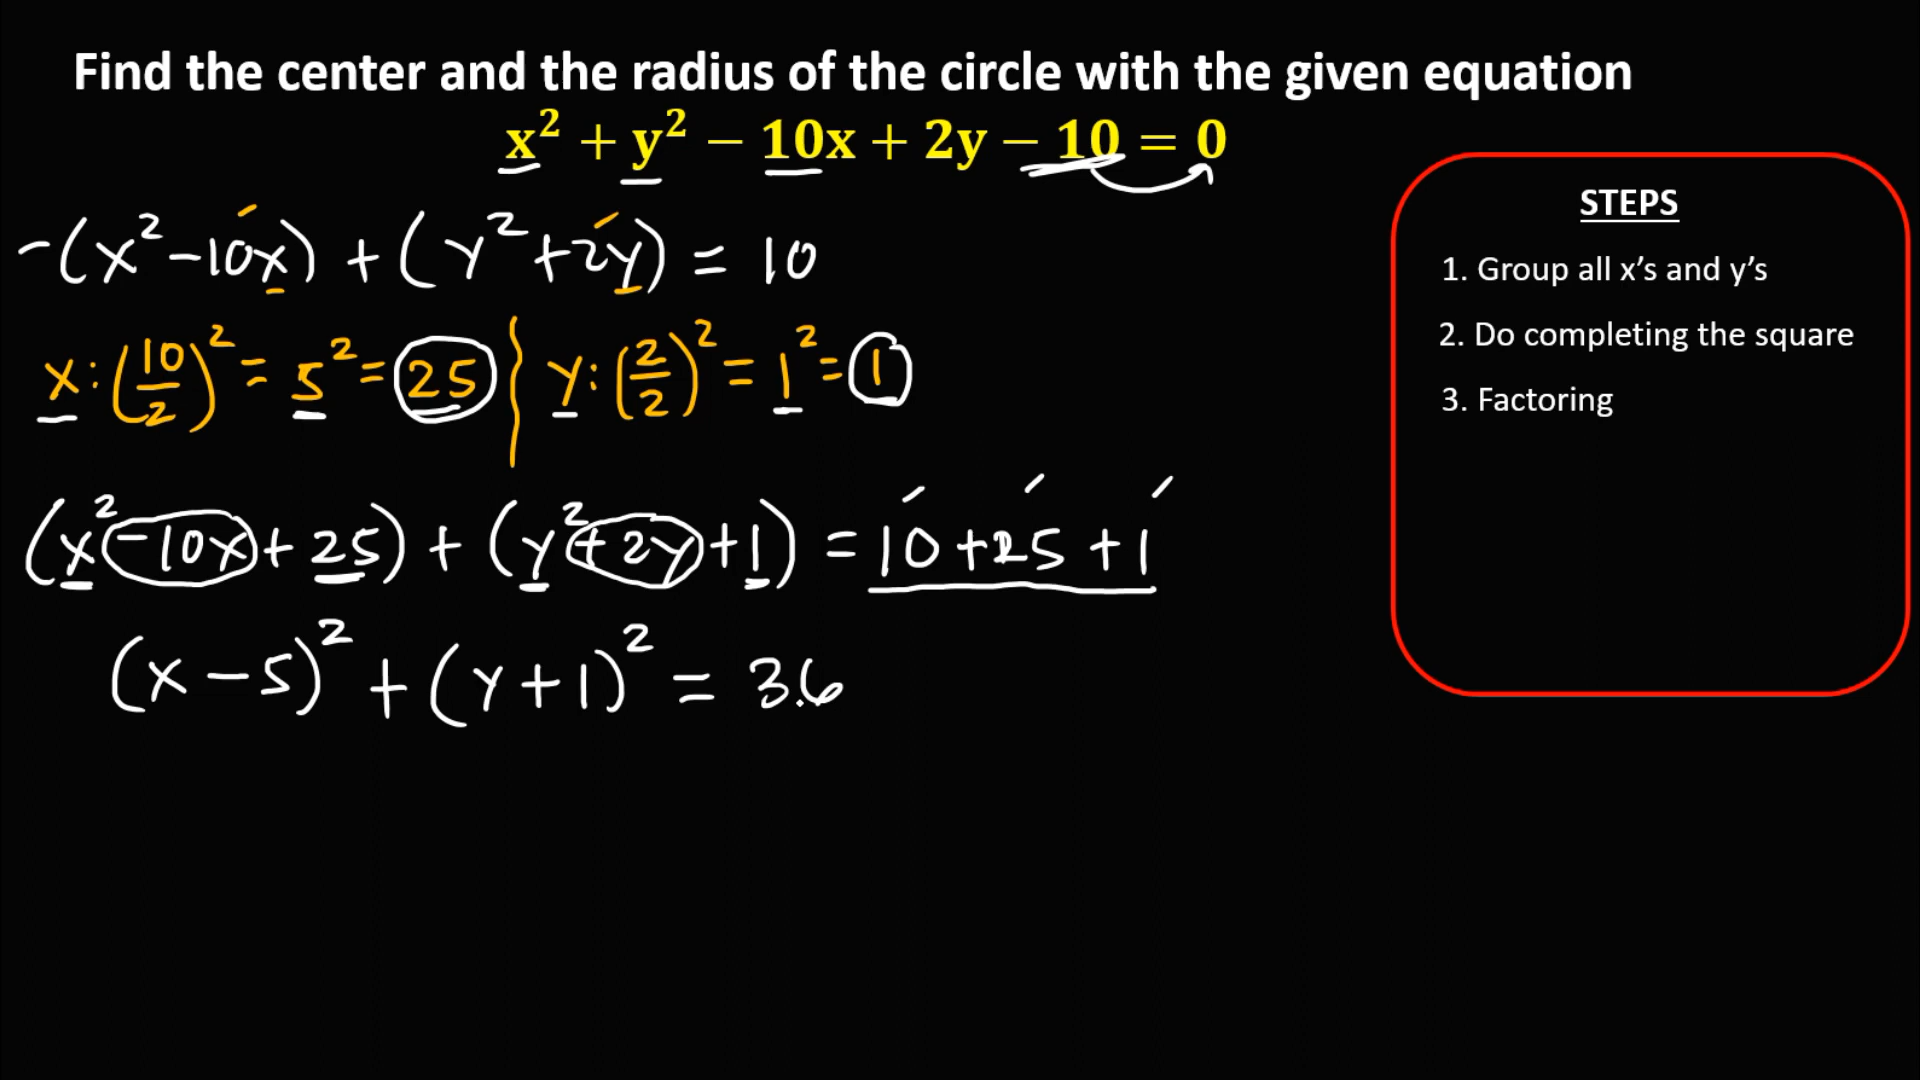 Find the center and the radius of the circle with the given equation
x² + y² − 10x + 2y − 10 = 0
-(x² - 10x) + (y² + 2y) = 10
x: (10/2)² = 5² = 25 } y: (2/2)² = 1² = 1
(x² - 10x + 25) + (y² + 2y + 1) = 10 + 25 + 1
(x - 5)² + (y + 1)² = 36
STEPS
1. Group all x’s and y’s
2. Do completing the square
3. Factoring